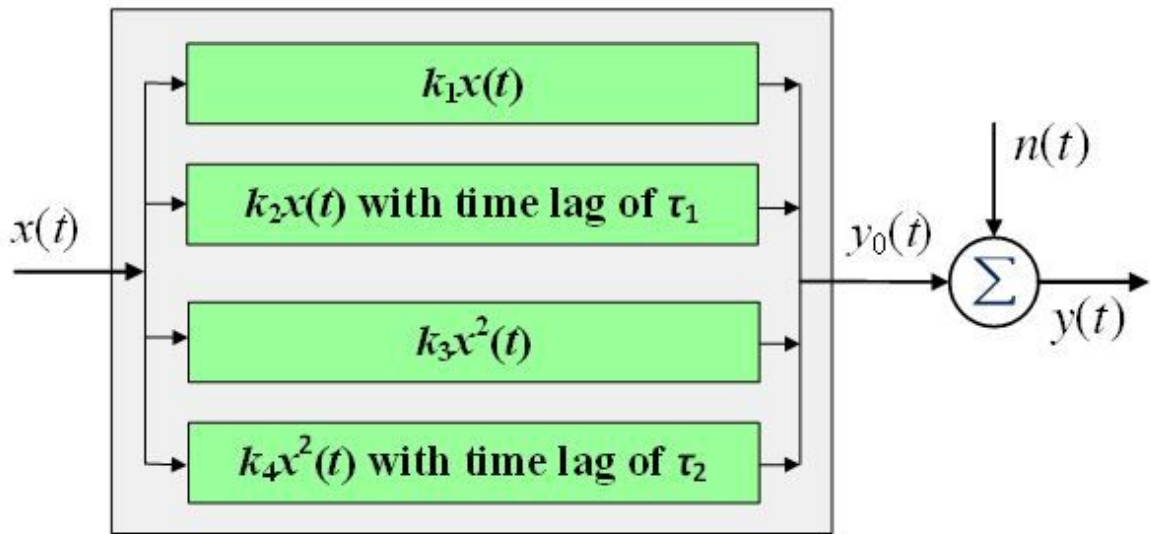 k₁x(t)
k₂x(t) with time lag of τ₁
k₃x²(t)
k₄x²(t) with time lag of τ₂
x(t)
y₀(t)
n(t)
Σ
y(t)